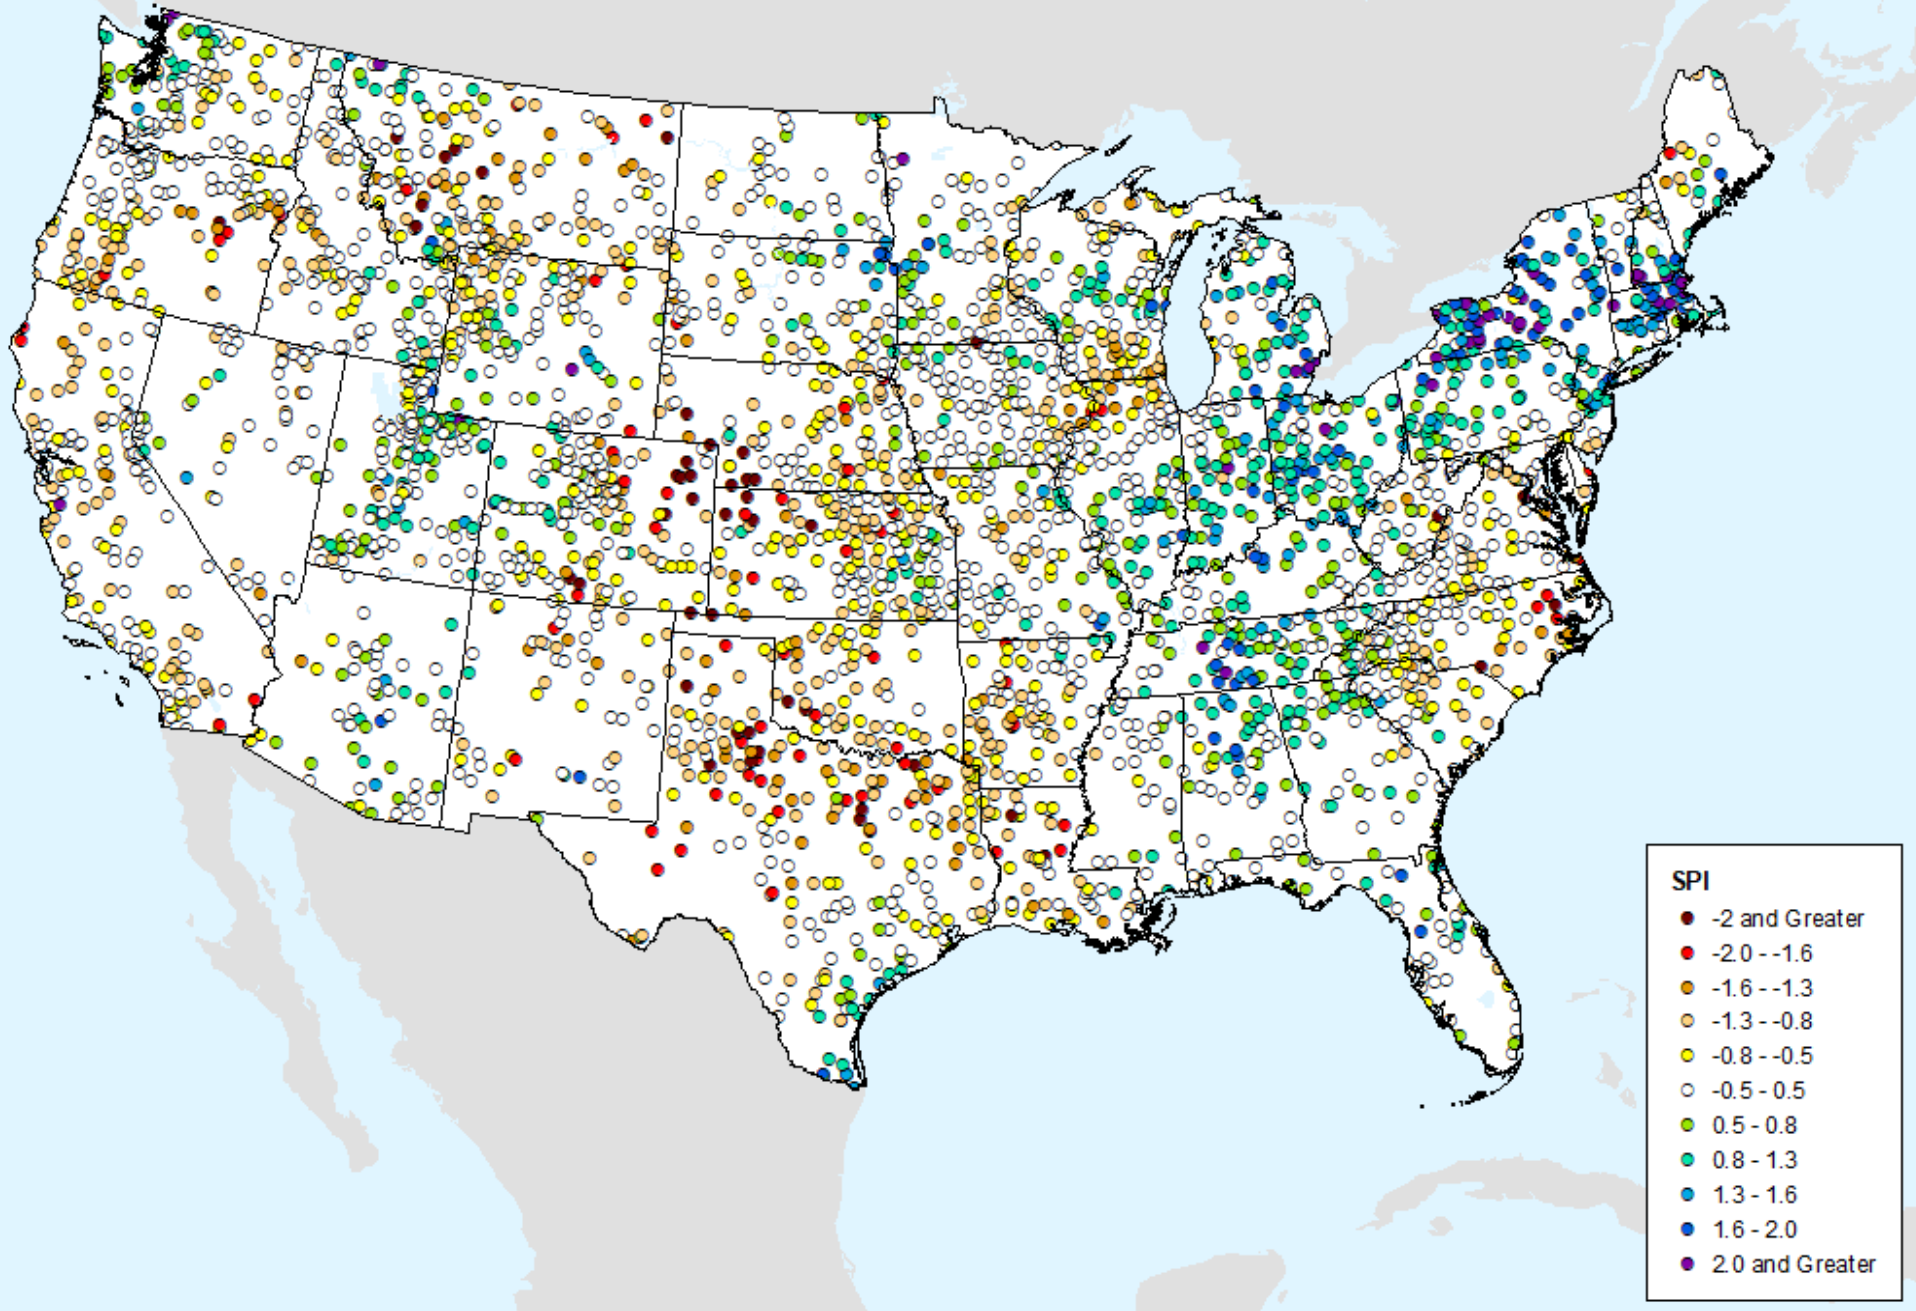 SPI
-2 and Greater
-2.0 - -1.6
-1.6 - -1.3
-1.3 - -0.8
-0.8 - -0.5
-0.5 - 0.5
0.5 - 0.8
0.8 - 1.3
1.3 - 1.6
1.6 - 2.0
2.0 and Greater